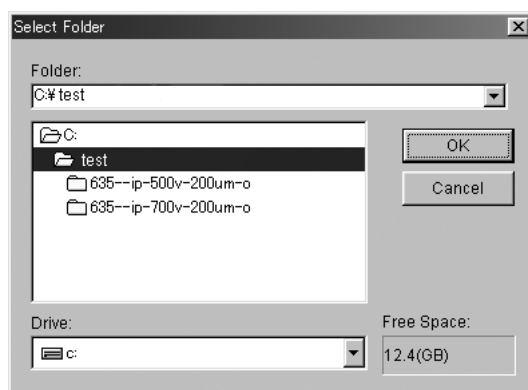 Select Folder
Folder:
C:¥test
C:
test
635--ip-500v-200um-o
635--ip-700v-200um-o
OK
Cancel
Drive:
c:
Free Space:
12.4(GB)